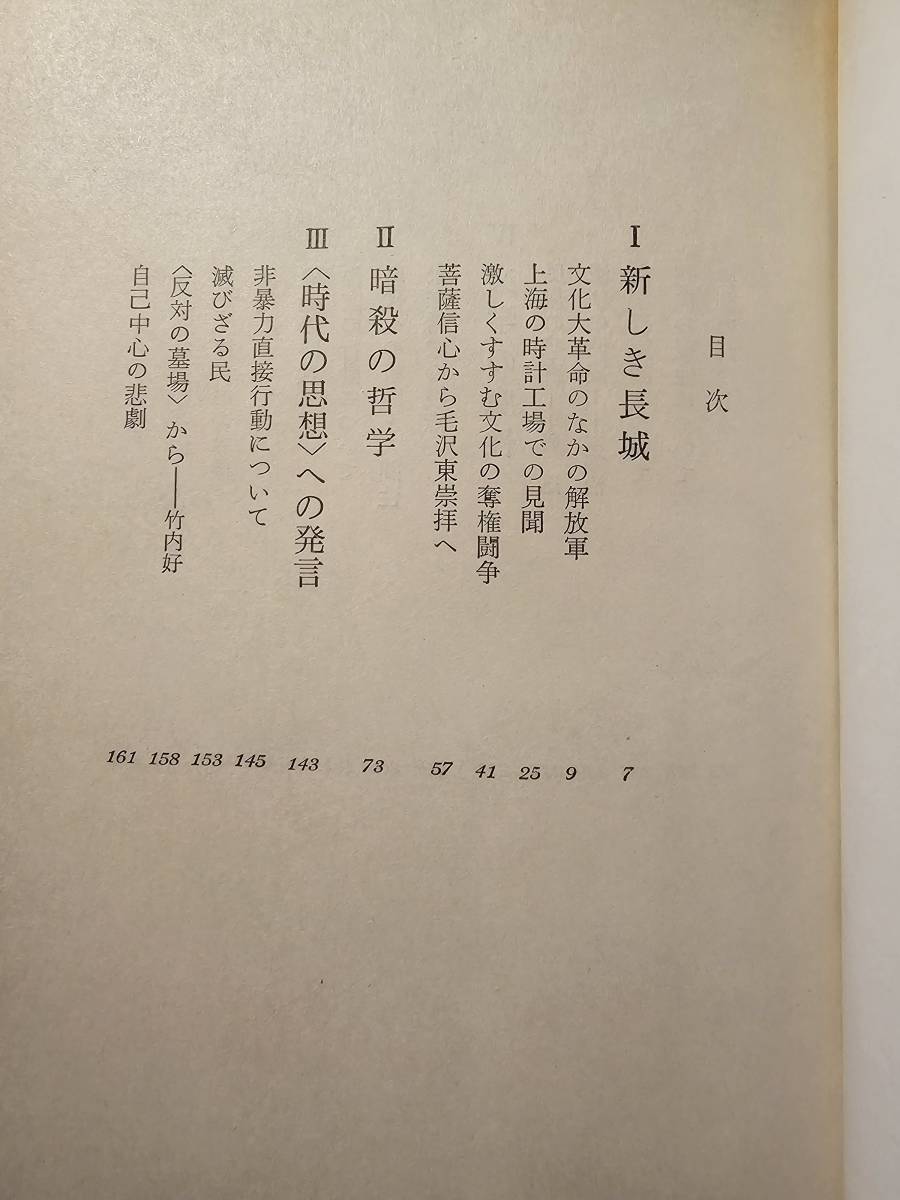 目次
Ⅰ 新しき長城 7
文化大革命のなかの解放軍 9
上海の時計工場での見聞 25
激しくすすむ文化の奪権闘争 41
菩薩信心から毛沢東崇拝へ 57
Ⅱ 暗殺の哲学 73
Ⅲ 〈時代の思想〉への発言 143
非暴力直接行動について 145
滅びざる民 153
〈反対の墓場〉から――竹内好 158
自己中心の悲劇 161